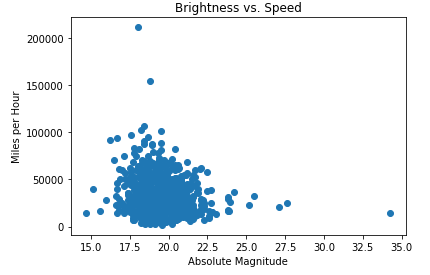 Brightness vs. Speed
200000
150000
100000
50000
0
Miles per Hour
15.0 17.5 20.0 22.5 25.0 27.5 30.0 32.5 35.0
Absolute Magnitude